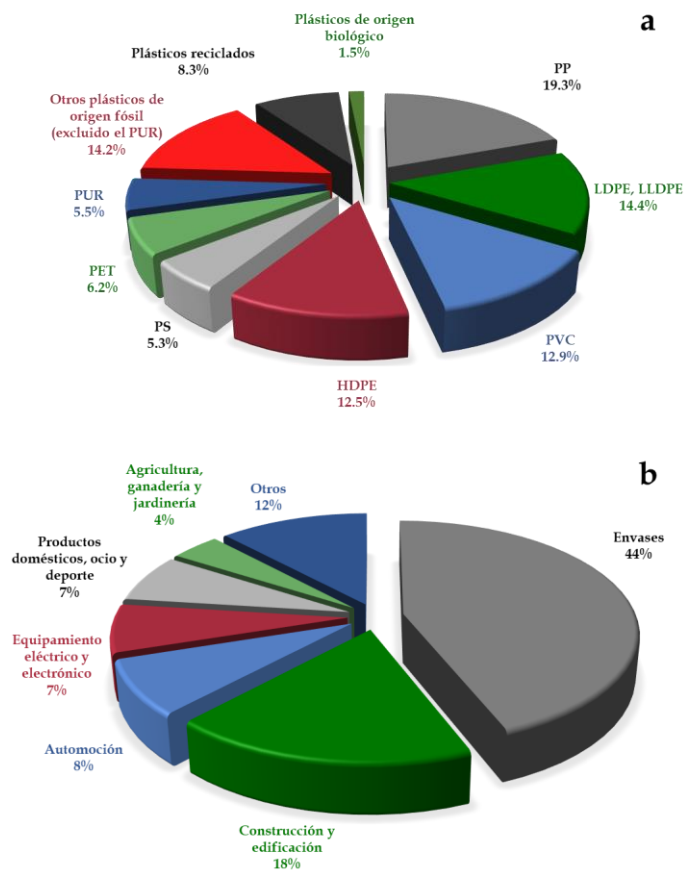 a
Plásticos de origen
biológico
1.5%
Plásticos reciclados
8.3%
PP
19.3%
Otros plásticos de
origen fósil
(excluido el PUR)
14.2%
LDPE, LLDPE
14.4%
PUR
5.5%
PET
6.2%
PS
5.3%
PVC
12.9%
HDPE
12.5%
b
Agricultura,
ganadería y
jardinería
4%
Otros
12%
Envases
44%
Productos
domésticos, ocio y
deporte
7%
Equipamiento
eléctrico y
electrónico
7%
Automoción
8%
Construcción y
edificación
18%